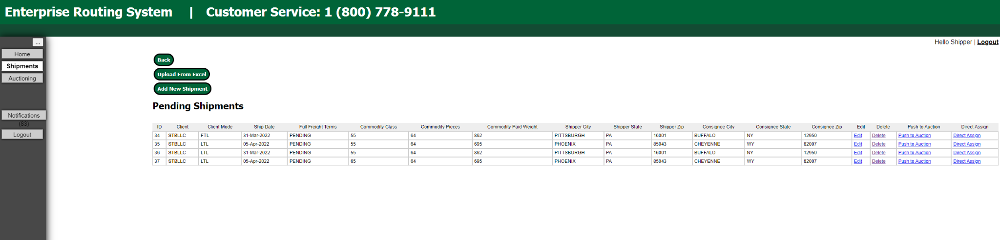 Enterprise Routing System | Customer Service: 1 (800) 778-9111
Hello Shipper | Logout
...
Home
Shipments
Auctioning
Notifications
(83)
Logout
Back
Upload From Excel
Add New Shipment
Pending Shipments
ID Client Client Mode Ship Date Full Freight Terms Commodity Class Commodity Pieces Commodity Paid Weight Shipper City Shipper State Shipper Zip Consignee City Consignee State Consignee Zip Edit Delete Push to Auction Direct Assign
34 STBLLC FTL 31-Mar-2022 PENDING 55 64 862 PITTSBURGH PA 16001 BUFFALO NY 12950 Edit Delete Push to Auction Direct Assign
35 STBLLC LTL 05-Apr-2022 PENDING 55 64 695 PHOENIX PA 85043 CHEYENNE WY 82007 Edit Delete Push to Auction Direct Assign
36 STBLLC LTL 31-Mar-2022 PENDING 55 64 862 PITTSBURGH PA 16001 BUFFALO NY 12950 Edit Delete Push to Auction Direct Assign
37 STBLLC LTL 05-Apr-2022 PENDING 65 64 695 PHOENIX PA 85043 CHEYENNE WY 82007 Edit Delete Push to Auction Direct Assign